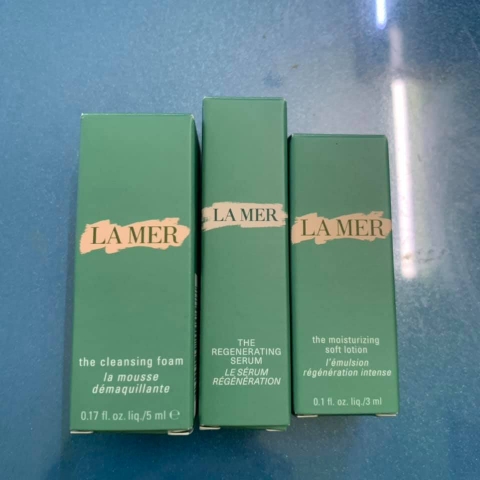 LA MER
the cleansing foam
la mousse
démaquillante
0.17 fl. oz. liq./5 ml ℮
LA MER
THE
REGENERATING
SERUM
LE SÉRUM
RÉGÉNÉRATION
LA MER
the moisturizing
soft lotion
l'émulsion
régénération intense
0.1 fl. oz. liq./3 ml